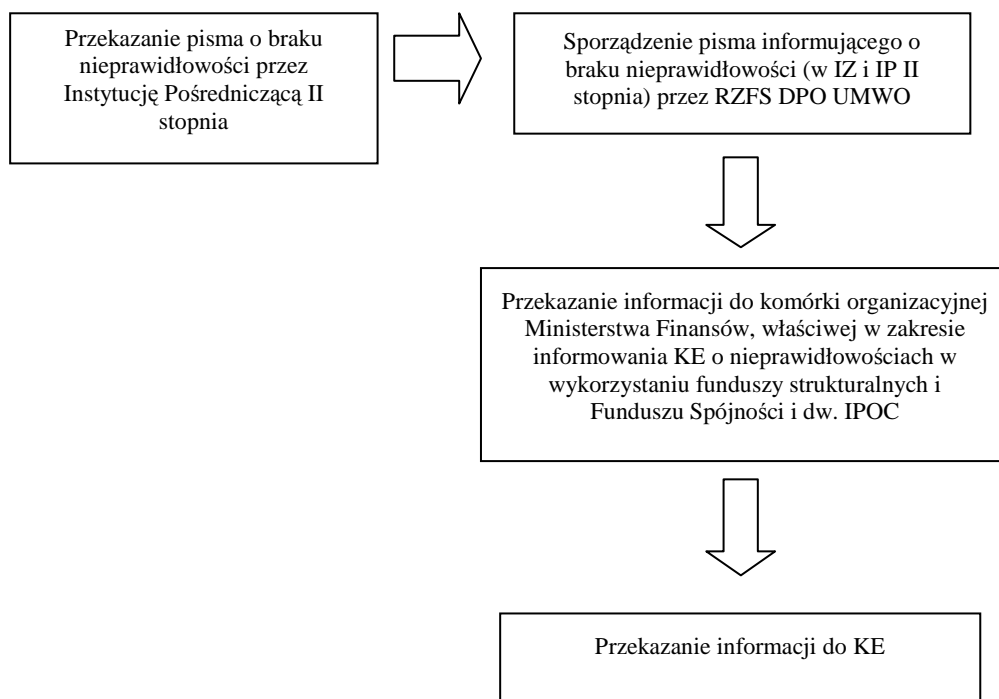 Przekazanie pisma o braku
nieprawidłowości przez
Instytucję Pośredniczącą II
stopnia
Sporządzenie pisma informującego o
braku nieprawidłowości (w IZ i IP II
stopnia) przez RZFS DPO UMWO
Przekazanie informacji do komórki organizacyjnej
Ministerstwa Finansów, właściwej w zakresie
informowania KE o nieprawidłowościach w
wykorzystaniu funduszy strukturalnych i
Funduszu Spójności i dw. IPOC
Przekazanie informacji do KE